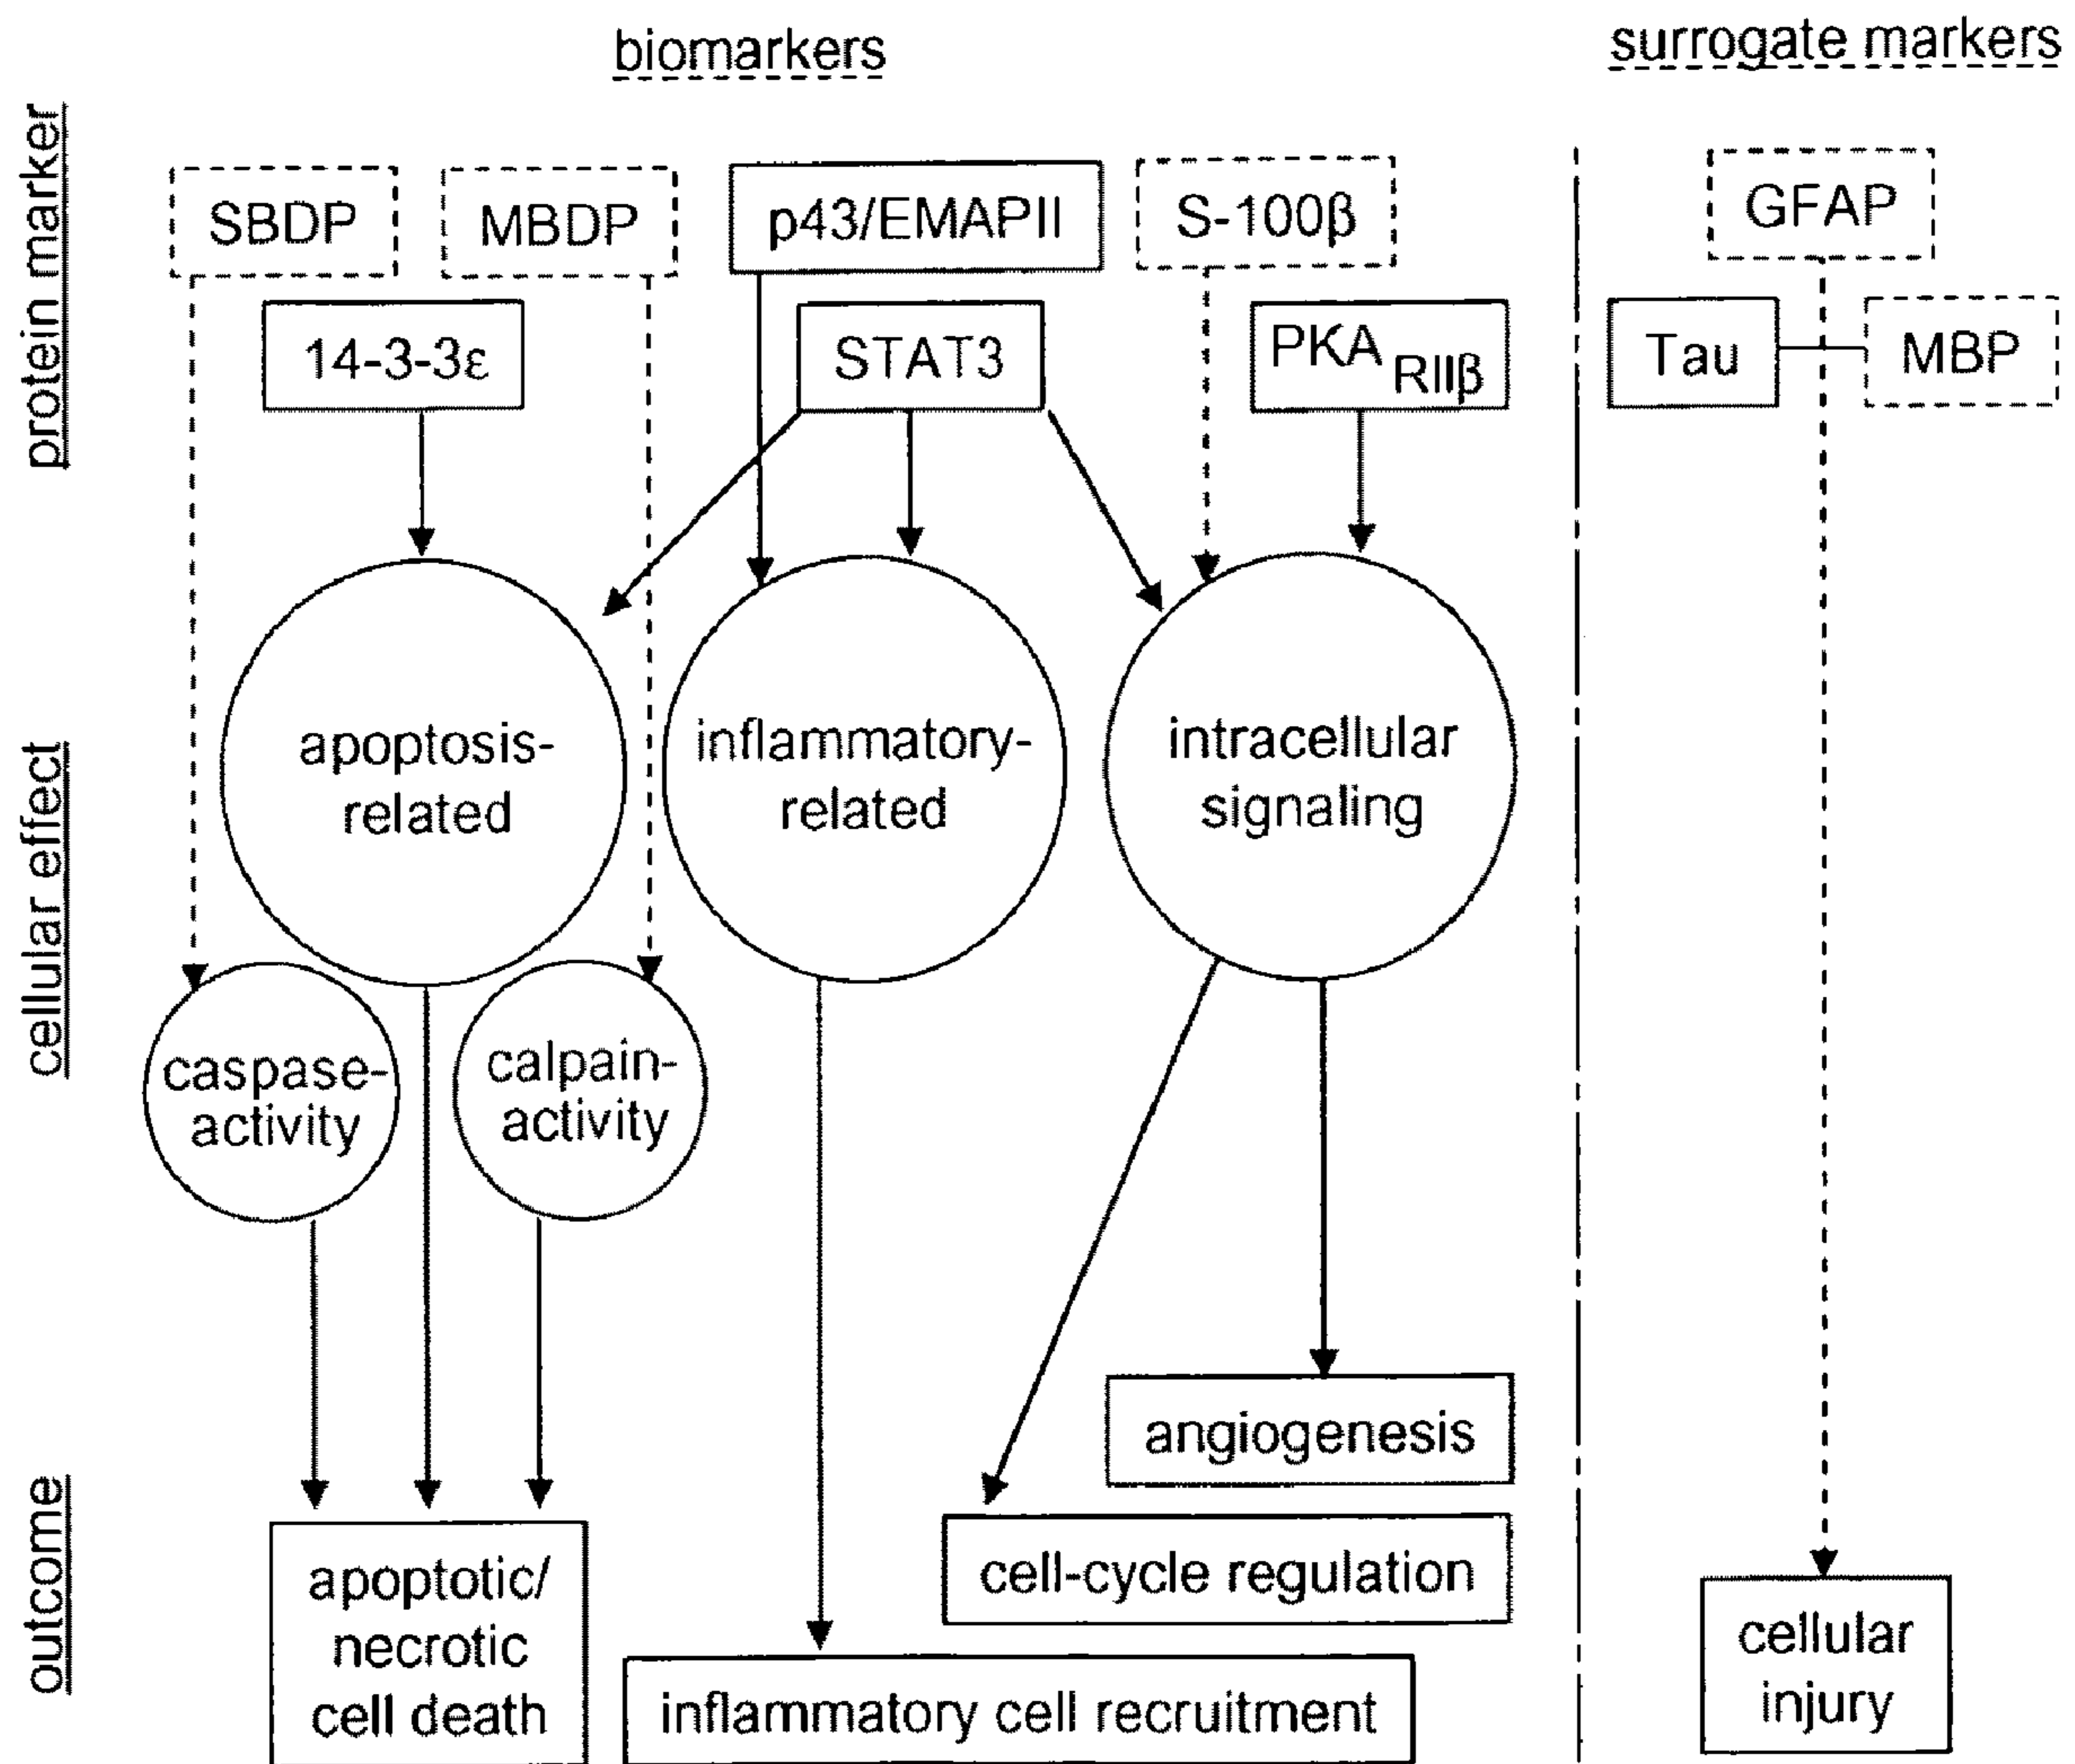 biomarkers
surrogate markers
protein marker
SBDP
MBDP
p43/EMAPII
S-100β
GFAP
14-3-3ε
STAT3
PKA RIIβ
Tau
MBP
cellular effect
apoptosis-
related
inflammatory-
related
intracellular
signaling
caspase-
activity
calpain-
activity
outcome
angiogenesis
cell-cycle regulation
apoptotic/
necrotic
cell death
inflammatory cell recruitment
cellular
injury